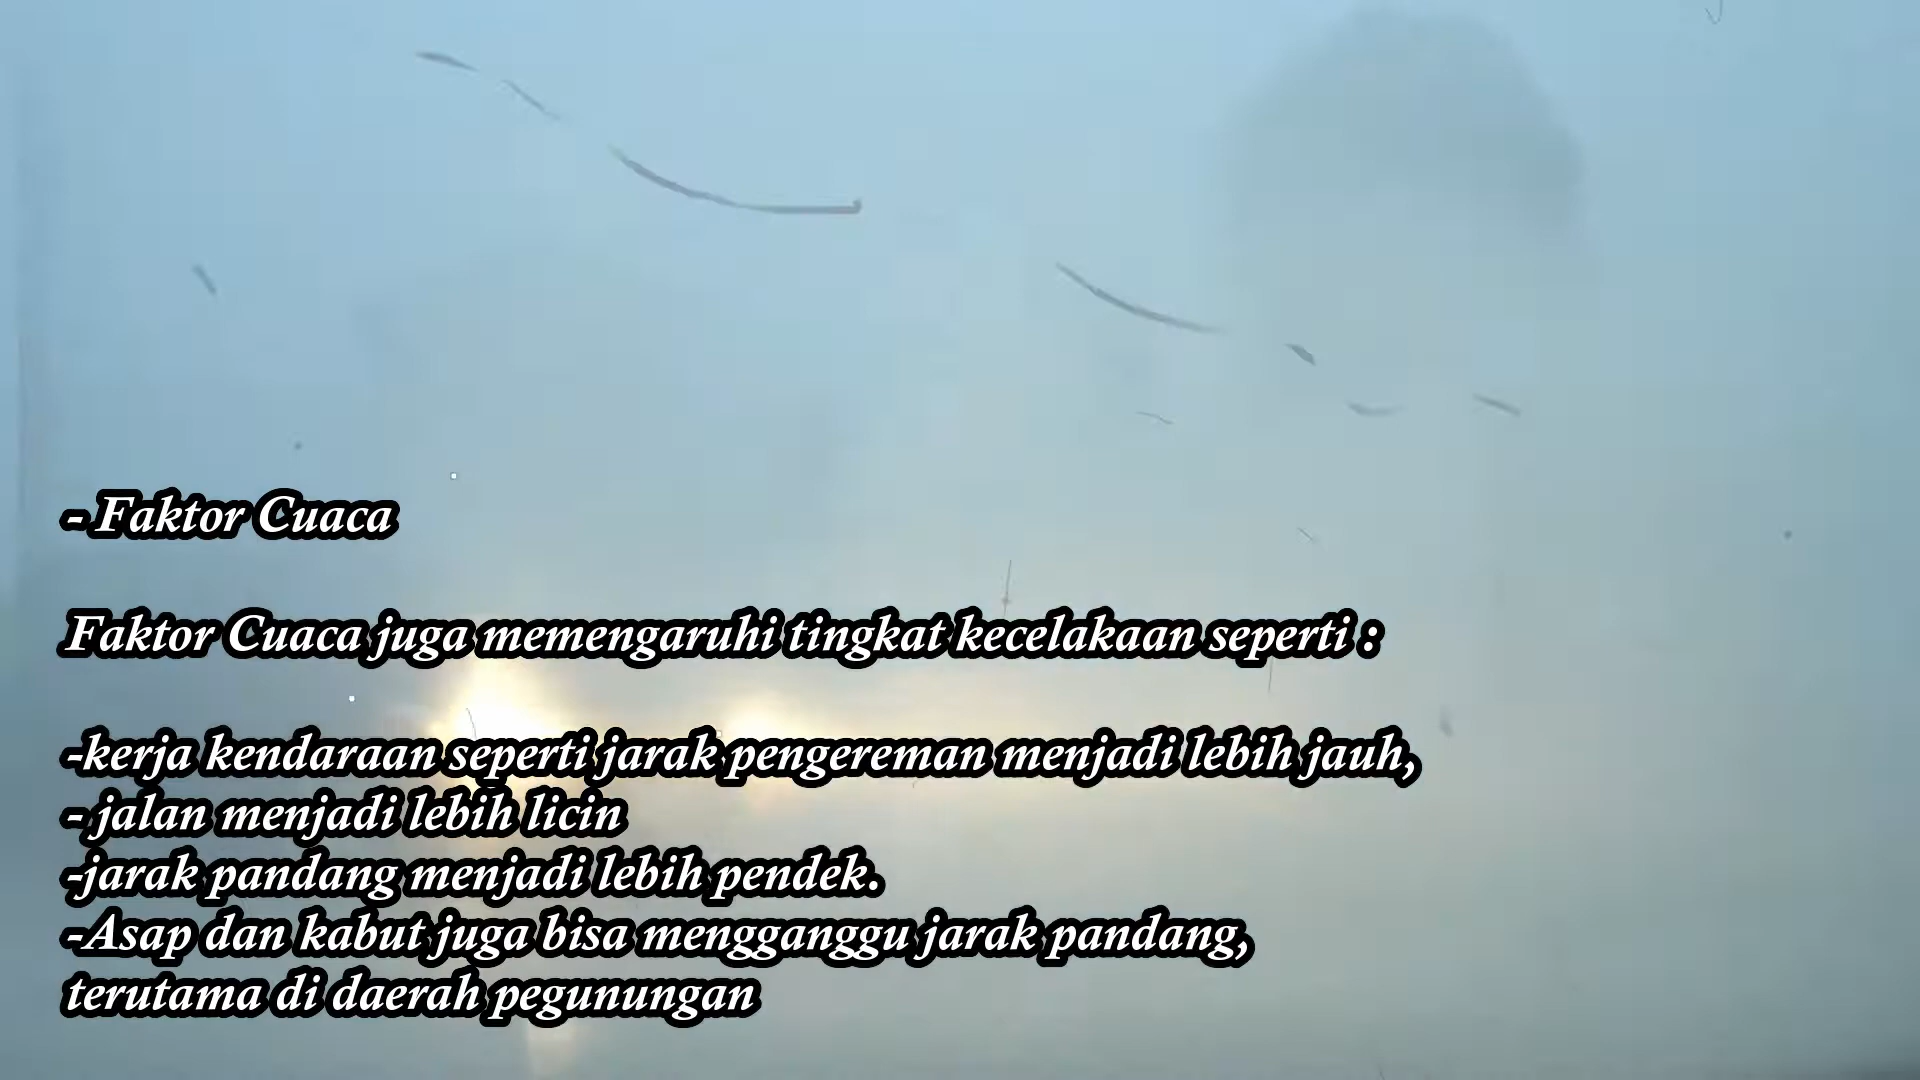 - Faktor Cuaca
Faktor Cuaca juga memengaruhi tingkat kecelakaan seperti :
-kerja kendaraan seperti jarak pengereman menjadi lebih jauh,
- jalan menjadi lebih licin
-jarak pandang menjadi lebih pendek.
-Asap dan kabut juga bisa mengganggu jarak pandang,
terutama di daerah pegunungan